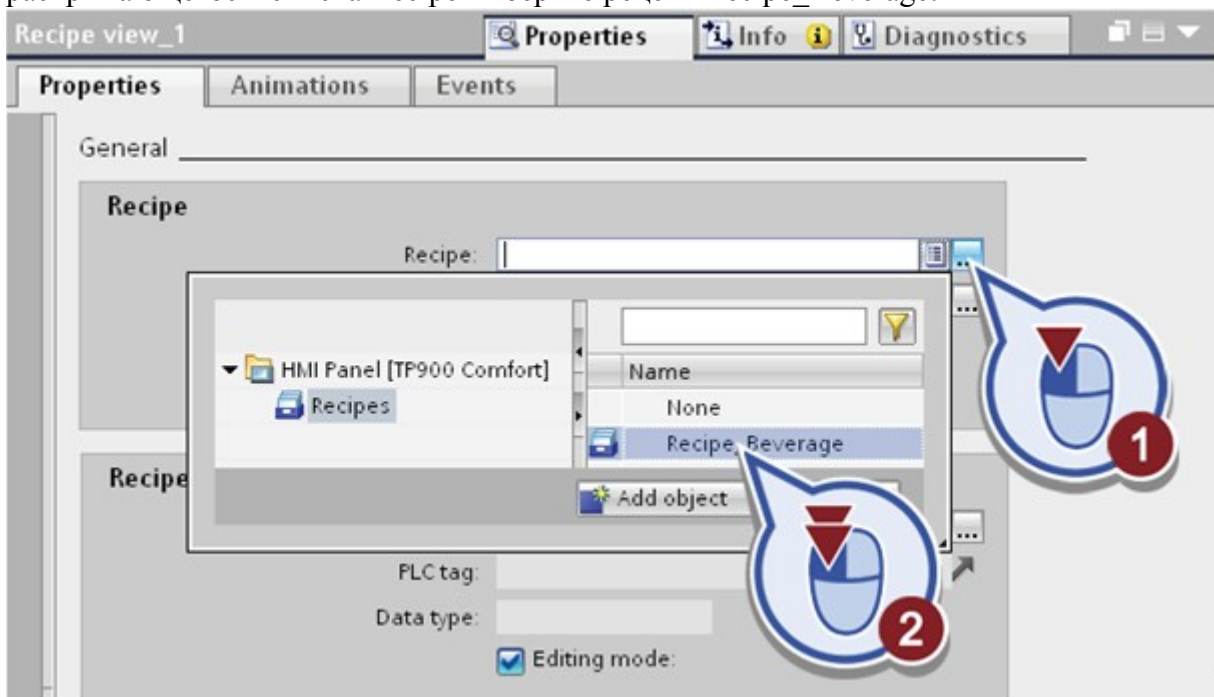 Recipe view_1 Properties Info Diagnostics
Properties Animations Events
General
Recipe
Recipe:
...
HMI Panel [TP900 Comfort]
Recipes
Name
None
Recipe_Beverage
1
Recipe
Add object
...
PLC tag:
Data type:
2
Editing mode: